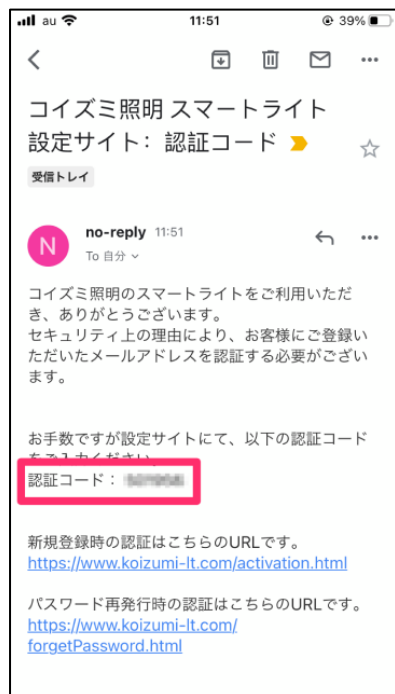 au 11:51 39%
コイズミ照明 スマートライト
設定サイト：認証コード
受信トレイ
N no-reply 11:51
To 自分
コイズミ照明のスマートライトをご利用いただ
き、ありがとうございます。
セキュリティ上の理由により、お客様にご登録い
ただいたメールアドレスを認証する必要がござい
ます。
お手数ですが設定サイトにて、以下の認証コード
をご入力ください。
認証コード：
新規登録時の認証はこちらのURLです。
https://www.koizumi-lt.com/activation.html
パスワード再発行時の認証はこちらのURLです。
https://www.koizumi-lt.com/
forgetPassword.html